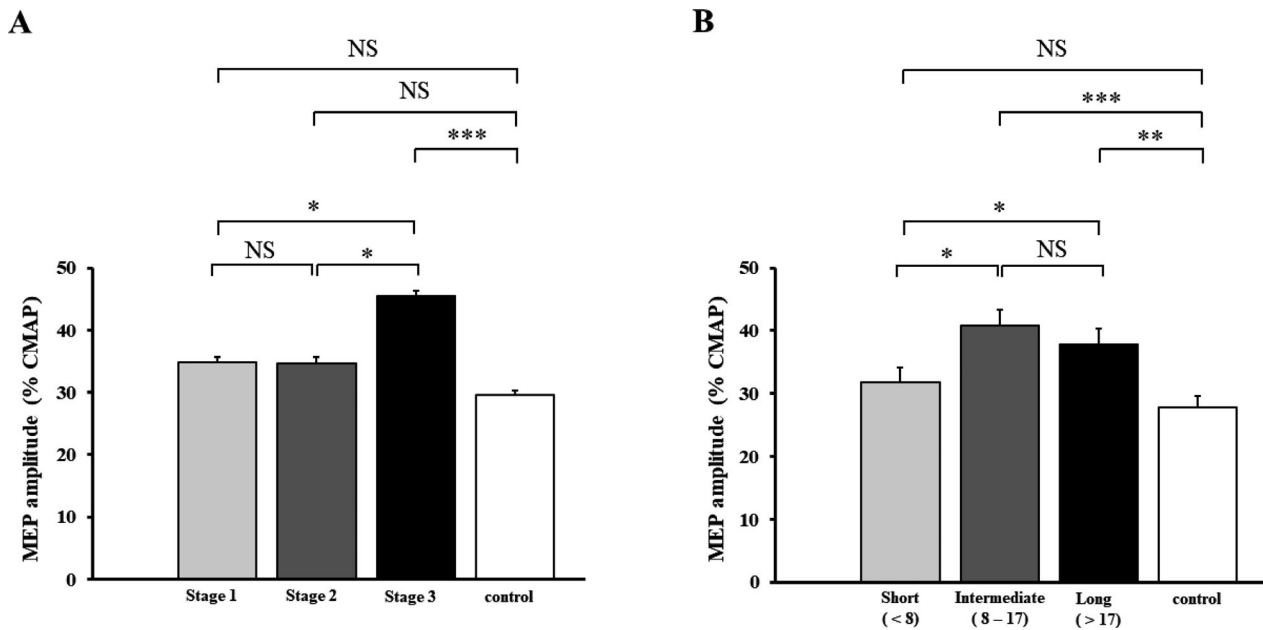 A
NS
NS
***
*
NS
*
MEP amplitude (% CMAP)
50
40
30
20
10
0
Stage 1 Stage 2 Stage 3 control
B
NS
***
**
*
*
NS
MEP amplitude (% CMAP)
50
40
30
20
10
0
Short Intermediate Long control
( < 8) ( 8 – 17) ( > 17)